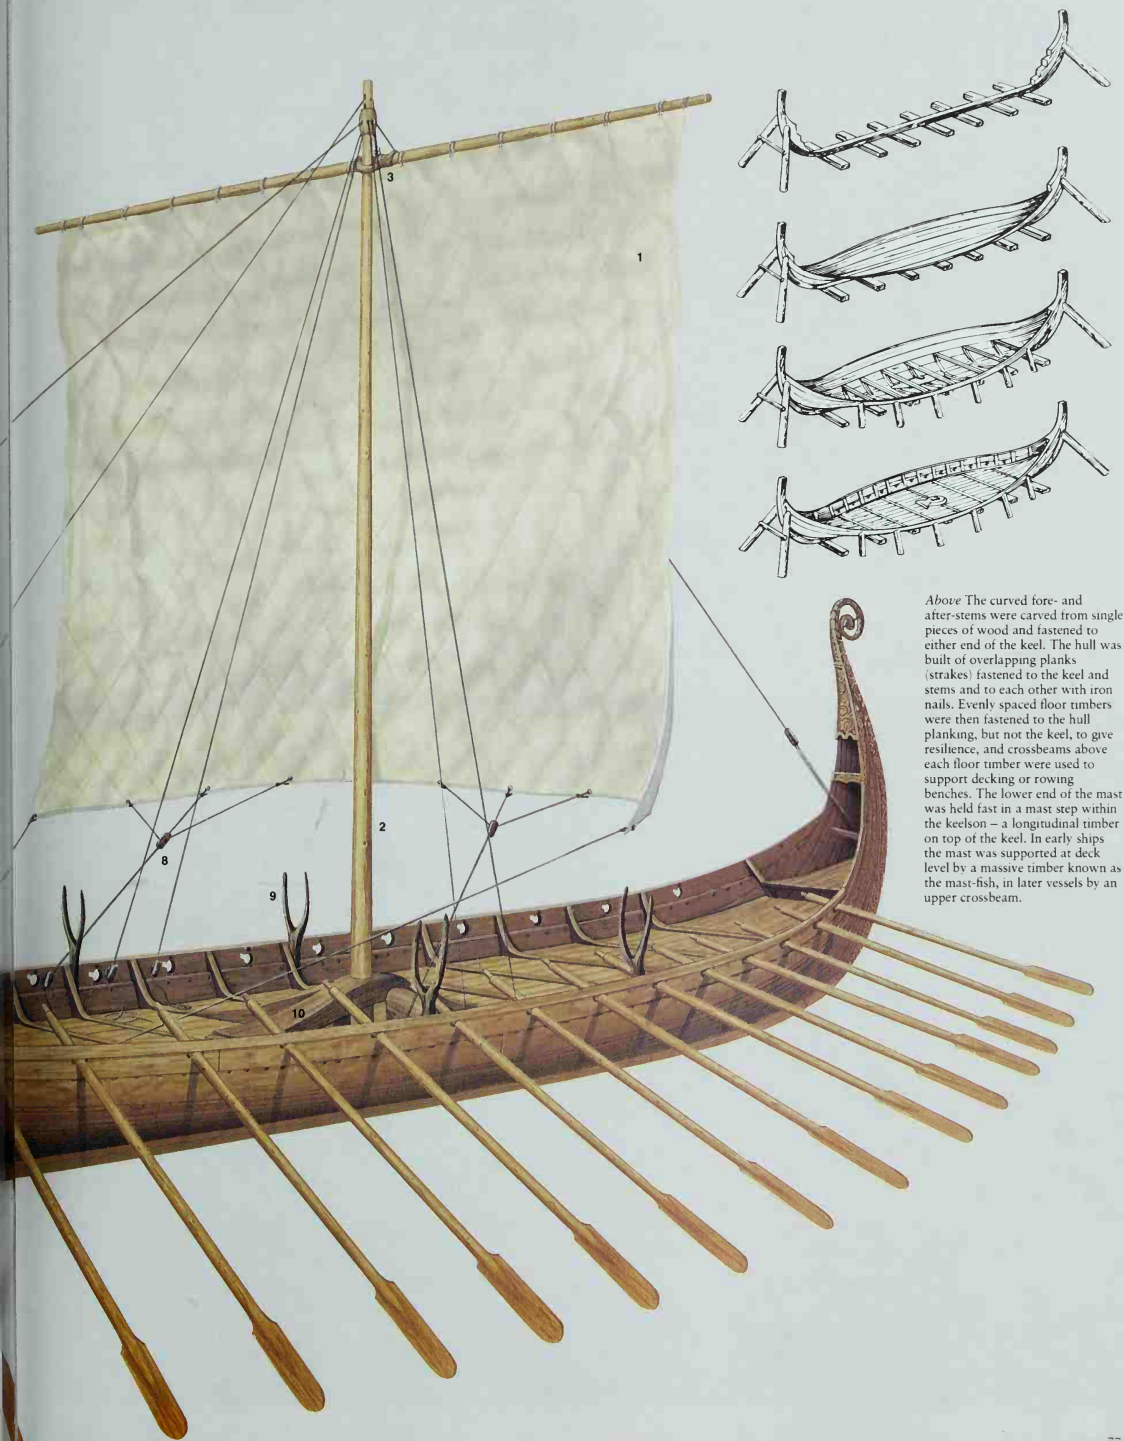 3
1
2
8
9
10
Above The curved fore- and
after-stems were carved from single
pieces of wood and fastened to
either end of the keel. The hull was
built of overlapping planks
(strakes) fastened to the keel and
stems and to each other with iron
nails. Evenly spaced floor timbers
were then fastened to the hull
planking, but not the keel, to give
resilience, and crossbeams above
each floor timber were used to
support decking or rowing
benches. The lower end of the mast
was held fast in a mast step within
the keelson – a longitudinal timber
on top of the keel. In early ships
the mast was supported at deck
level by a massive timber known as
the mast-fish, in later vessels by an
upper crossbeam.